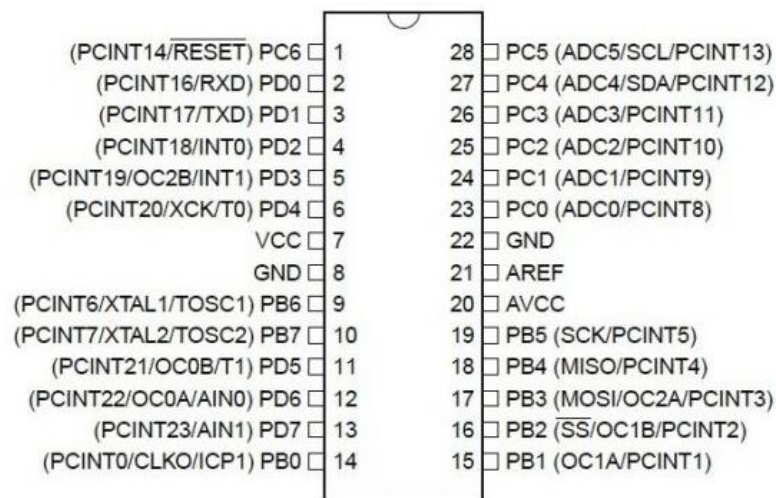 (PCINT14/RESET) PC6 1 28 PC5 (ADC5/SCL/PCINT13)
(PCINT16/RXD) PD0 2 27 PC4 (ADC4/SDA/PCINT12)
(PCINT17/TXD) PD1 3 26 PC3 (ADC3/PCINT11)
(PCINT18/INT0) PD2 4 25 PC2 (ADC2/PCINT10)
(PCINT19/OC2B/INT1) PD3 5 24 PC1 (ADC1/PCINT9)
(PCINT20/XCK/T0) PD4 6 23 PC0 (ADC0/PCINT8)
VCC 7 22 GND
GND 8 21 AREF
(PCINT6/XTAL1/TOSC1) PB6 9 20 AVCC
(PCINT7/XTAL2/TOSC2) PB7 10 19 PB5 (SCK/PCINT5)
(PCINT21/OC0B/T1) PD5 11 18 PB4 (MISO/PCINT4)
(PCINT22/OC0A/AIN0) PD6 12 17 PB3 (MOSI/OC2A/PCINT3)
(PCINT23/AIN1) PD7 13 16 PB2 (SS/OC1B/PCINT2)
(PCINT0/CLKO/ICP1) PB0 14 15 PB1 (OC1A/PCINT1)